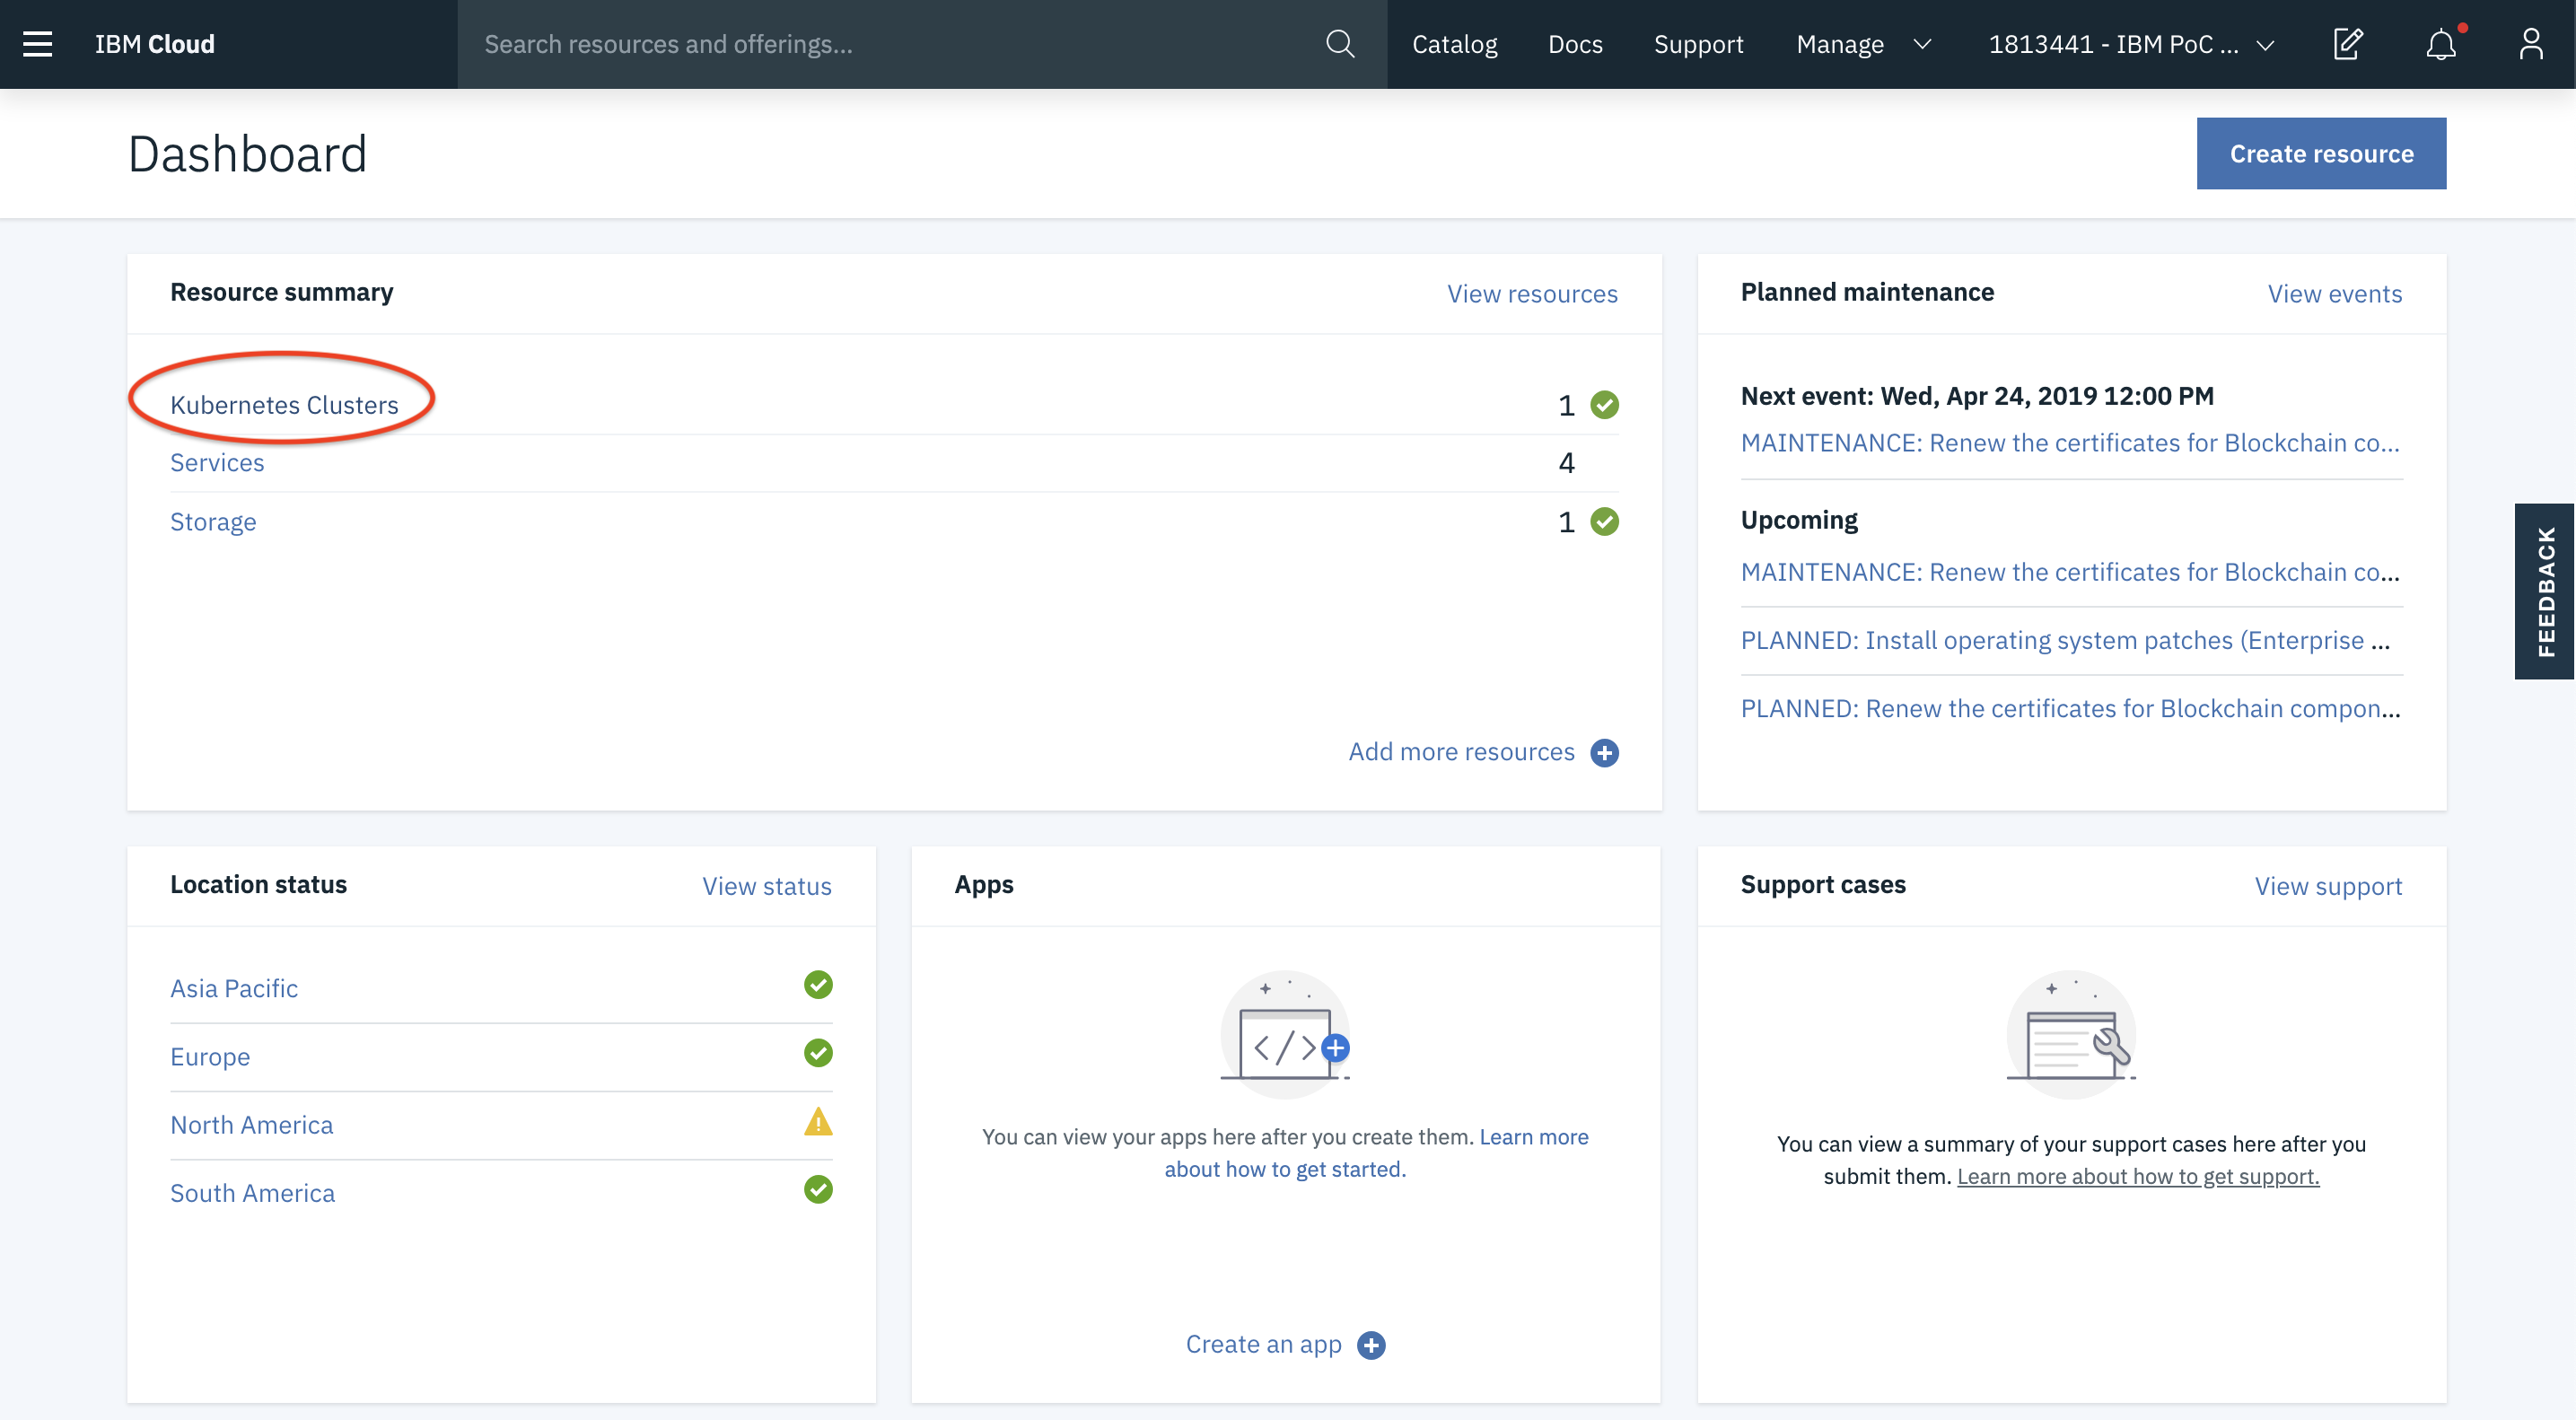 IBM Cloud
Search resources and offerings...
Catalog
Docs
Support
Manage
1813441 - IBM PoC ...
Dashboard
Create resource
Resource summary
View resources
Kubernetes Clusters
1
Services
4
Storage
1
Add more resources
Planned maintenance
View events
Next event: Wed, Apr 24, 2019 12:00 PM
MAINTENANCE: Renew the certificates for Blockchain co...
Upcoming
MAINTENANCE: Renew the certificates for Blockchain co...
PLANNED: Install operating system patches (Enterprise ...
PLANNED: Renew the certificates for Blockchain compon...
FEEDBACK
Location status
View status
Asia Pacific
Europe
North America
South America
Apps
You can view your apps here after you create them. Learn more
about how to get started.
Create an app
Support cases
View support
You can view a summary of your support cases here after you
submit them. Learn more about how to get support.